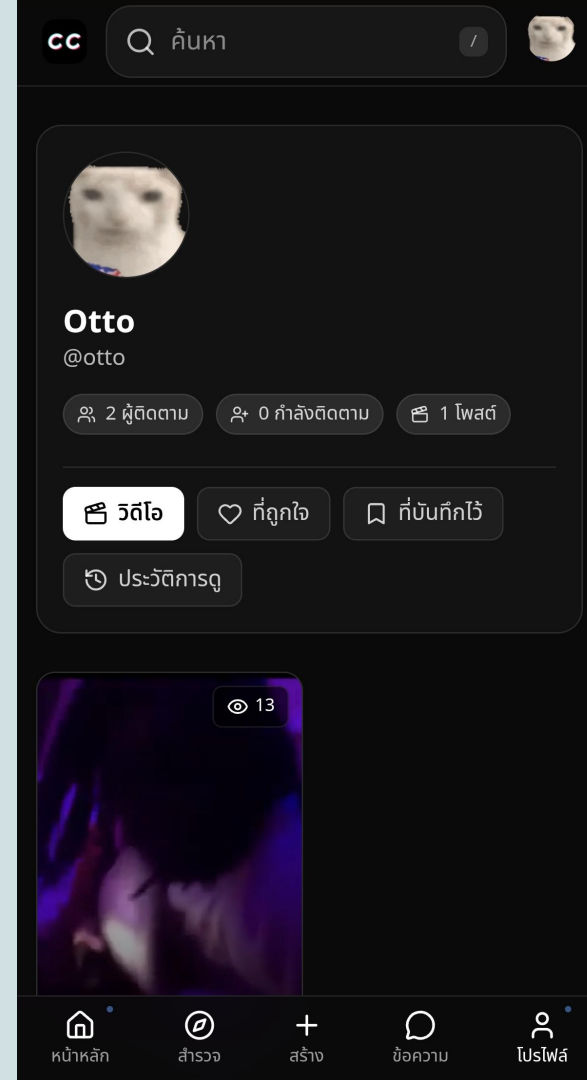 CC ค้นหา /
Otto
@otto
2 ผู้ติดตาม 0 กำลังติดตาม 1 โพสต์
วิดีโอ ที่ถูกใจ ที่บันทึกไว้
ประวัติการดู
13
หน้าหลัก สำรวจ สร้าง ข้อความ โปรไฟล์